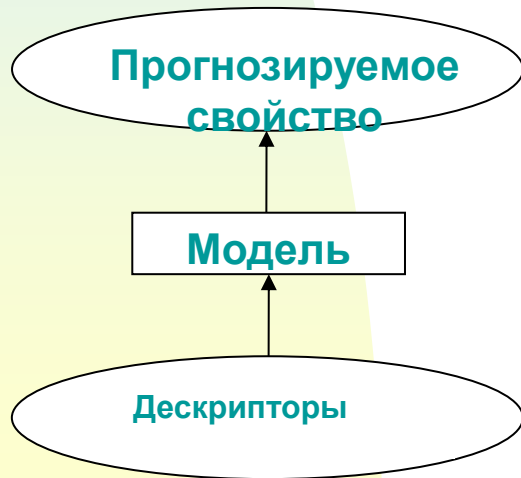 Прогнозируемое
свойство
Модель
Дескрипторы